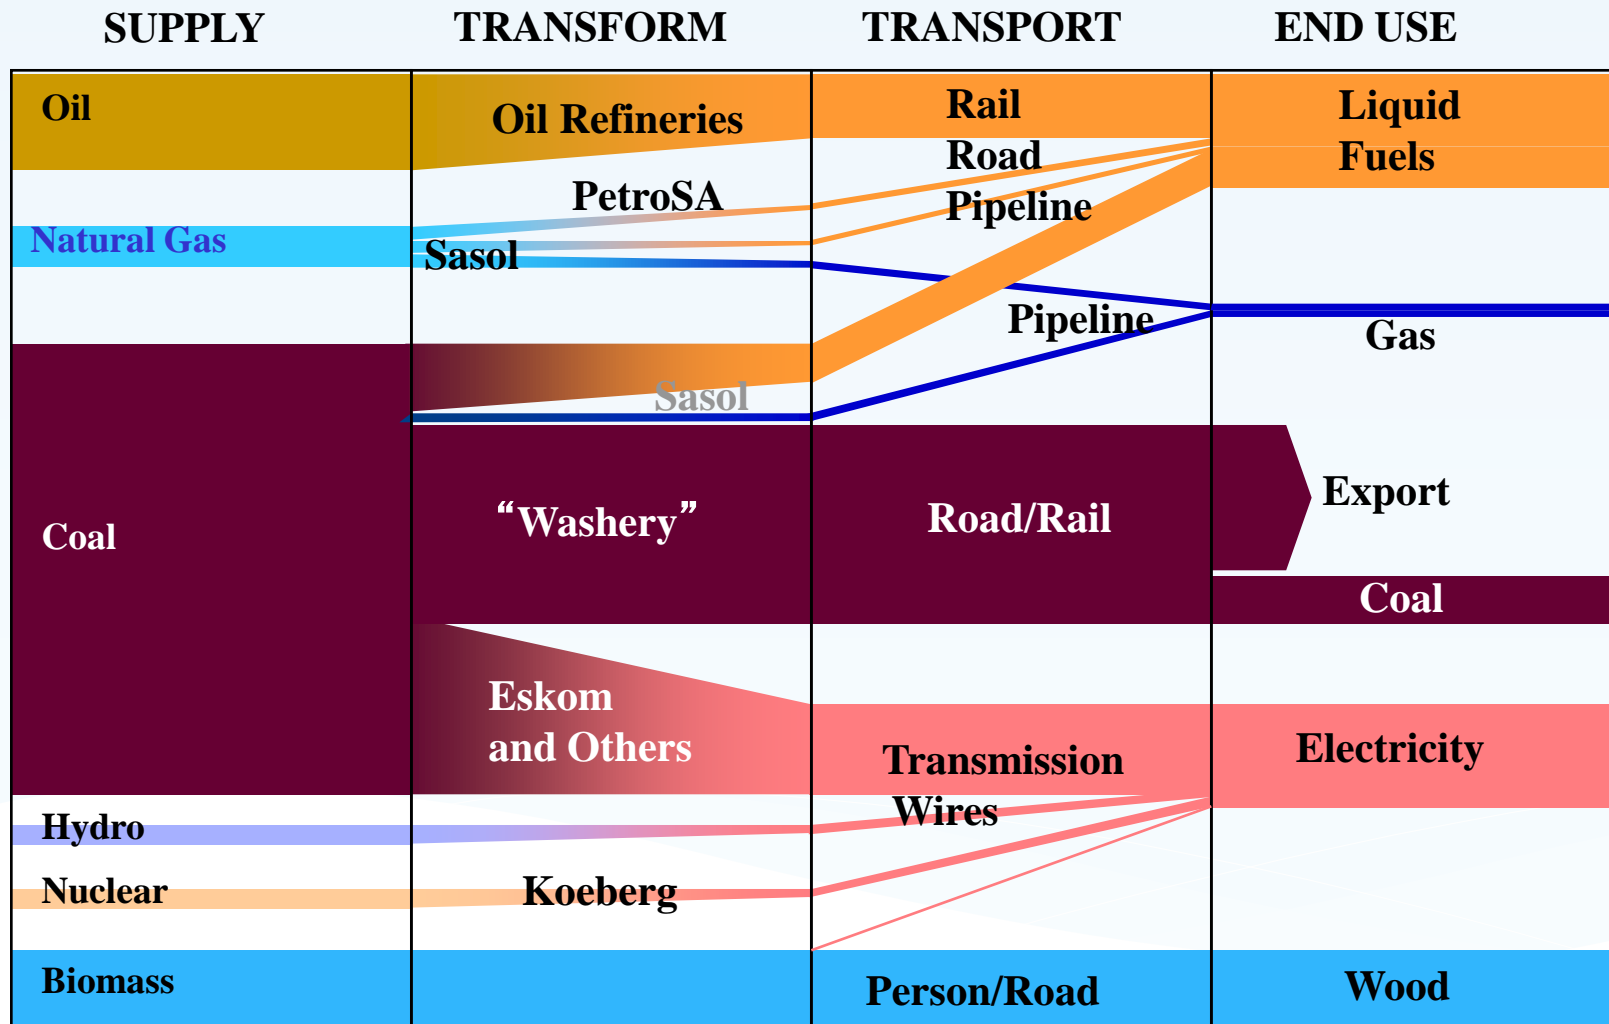 SUPPLY TRANSFORM TRANSPORT END USE
Oil
Oil Refineries
Rail
Road
Pipeline
Liquid
Fuels
PetroSA
Natural Gas
Sasol
Pipeline
Gas
Sasol
Coal
“Washery”
Road/Rail
Export
Coal
Eskom
and Others
Transmission
Wires
Electricity
Hydro
Nuclear
Koeberg
Biomass
Person/Road
Wood